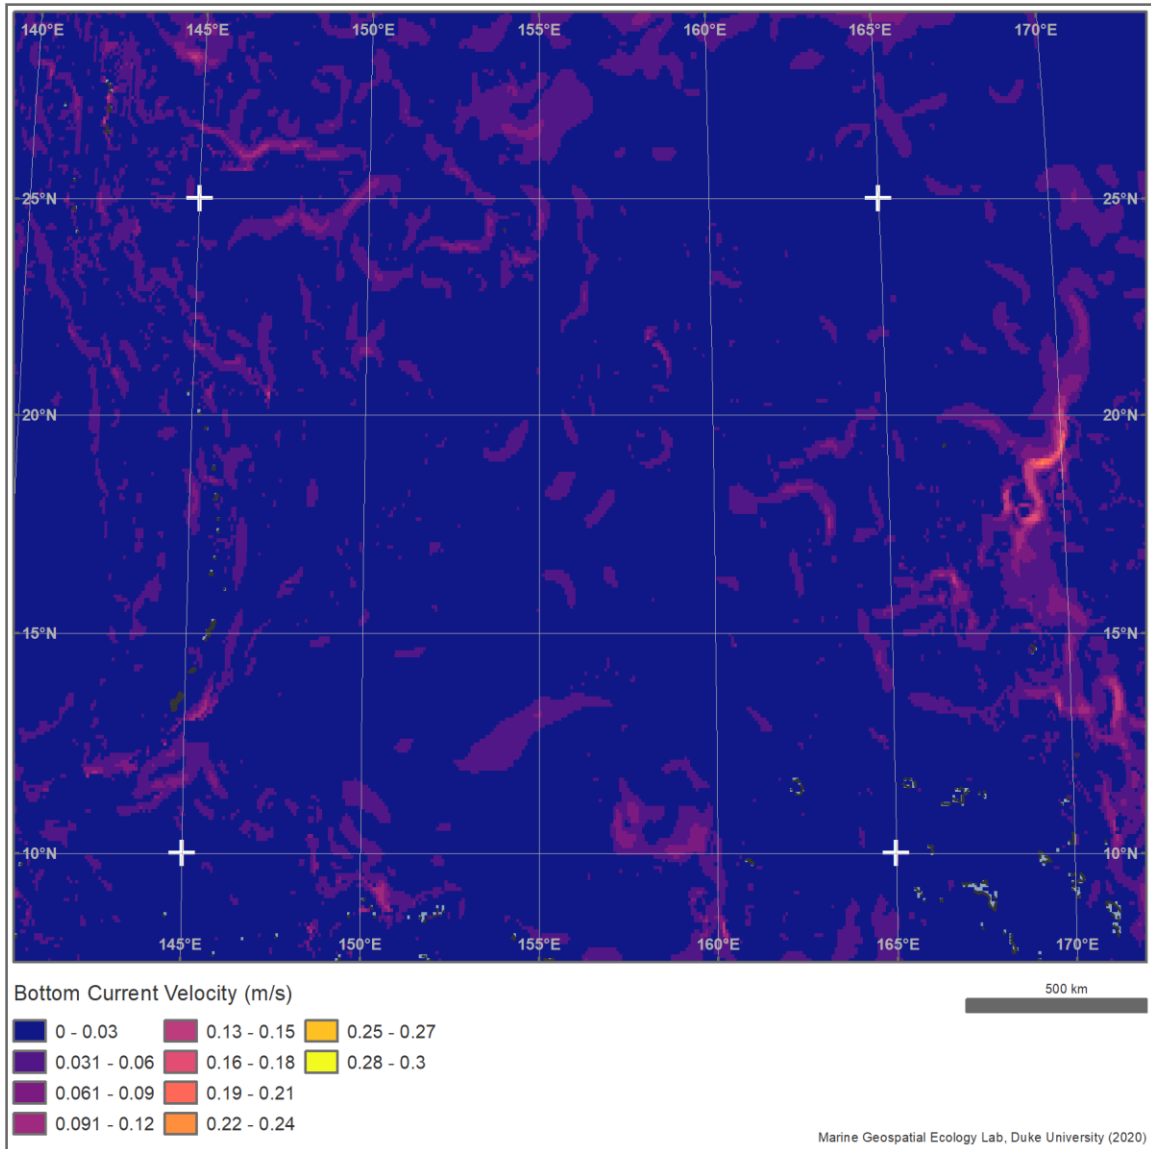 140°E 145°E 150°E 155°E 160°E 165°E 170°E
25°N 25°N
20°N 20°N
15°N 15°N
10°N 10°N
145°E 150°E 155°E 160°E 165°E 170°E
Bottom Current Velocity (m/s)
500 km
0 - 0.03 0.13 - 0.15 0.25 - 0.27
0.031 - 0.06 0.16 - 0.18 0.28 - 0.3
0.061 - 0.09 0.19 - 0.21
0.091 - 0.12 0.22 - 0.24
Marine Geospatial Ecology Lab, Duke University (2020)